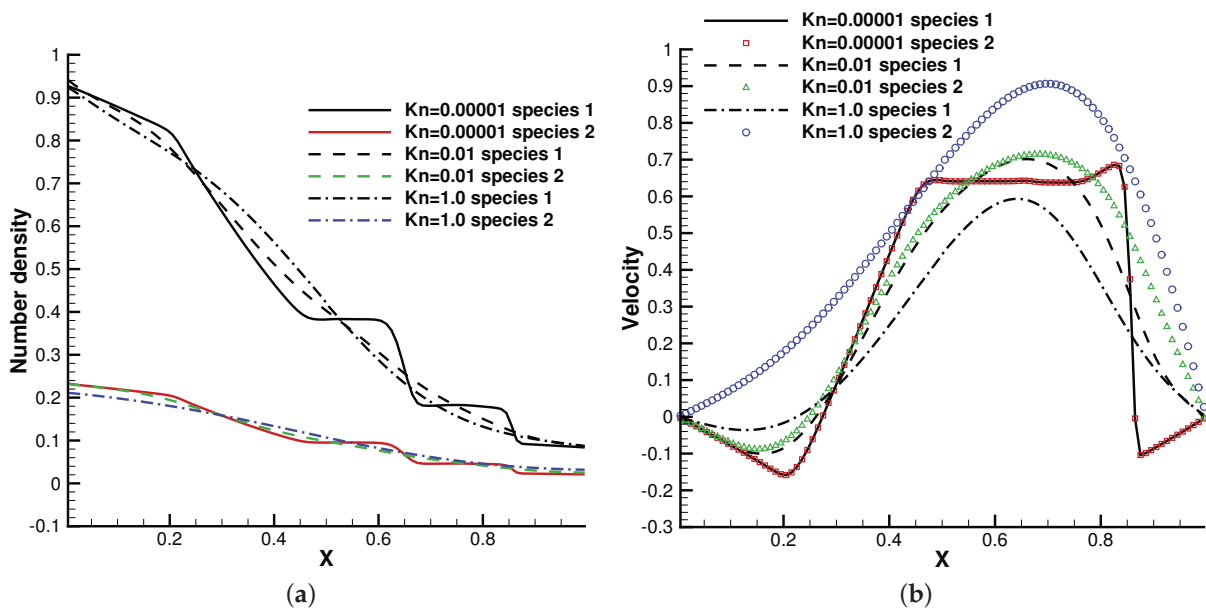 Number density
1
0.9
0.8
0.7
0.6
0.5
0.4
0.3
0.2
0.1
0
-0.1
0.2
0.4
0.6
0.8
X
Kn=0.00001 species 1
Kn=0.00001 species 2
Kn=0.01 species 1
Kn=0.01 species 2
Kn=1.0 species 1
Kn=1.0 species 2
(a)
Kn=0.00001 species 1
Kn=0.00001 species 2
Kn=0.01 species 1
Kn=0.01 species 2
Kn=1.0 species 1
Kn=1.0 species 2
Velocity
1
0.9
0.8
0.7
0.6
0.5
0.4
0.3
0.2
0.1
0
-0.1
-0.2
-0.3
0.2
0.4
0.6
0.8
X
(b)